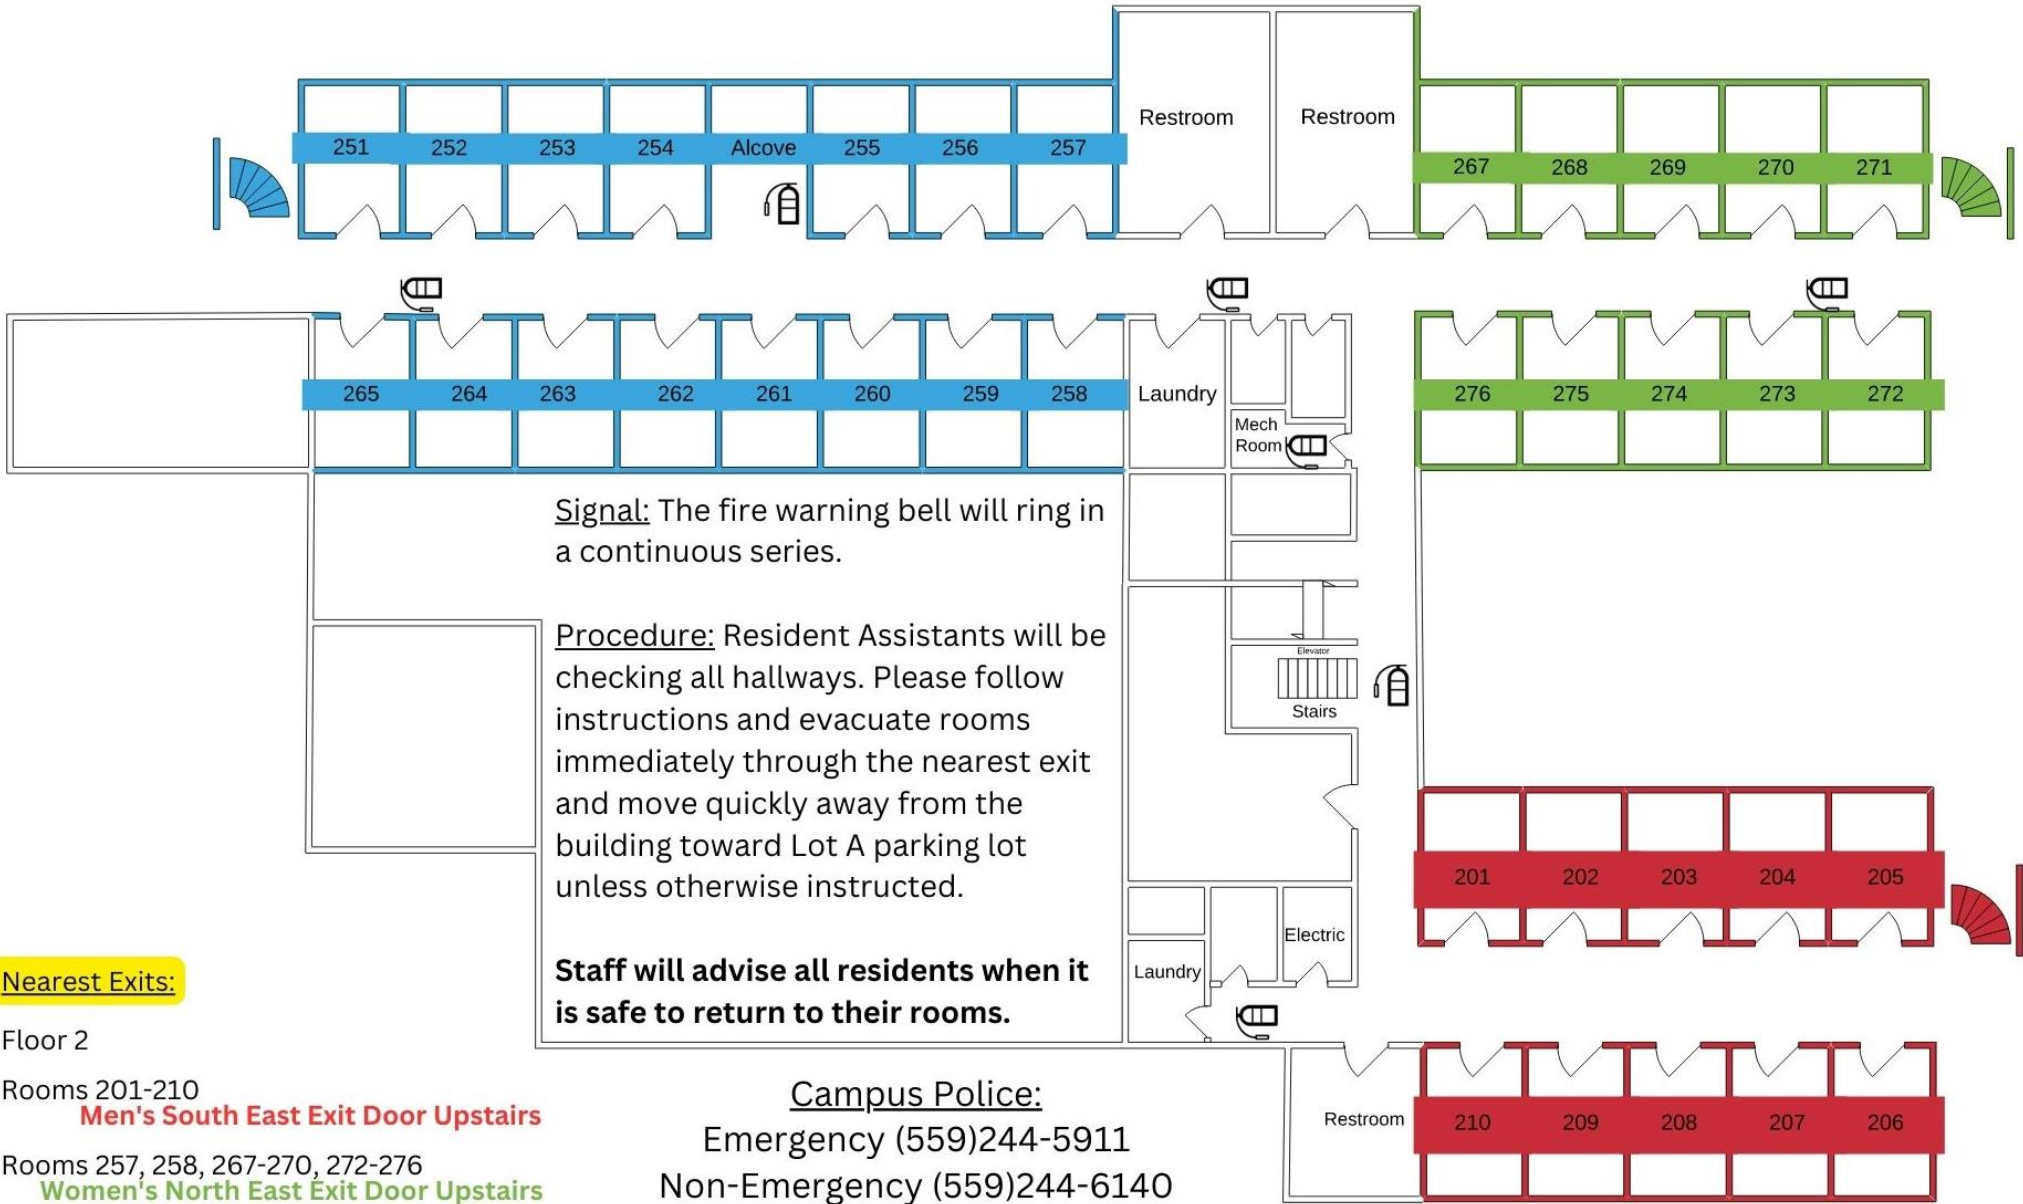 Restroom
Restroom
251 252 253 254 Alcove 255 256 257
267 268 269 270 271
265 264 263 262 261 260 259 258
Laundry
276 275 274 273 272
Mech
Room
Signal: The fire warning bell will ring in
a continuous series.
Procedure: Resident Assistants will be
checking all hallways. Please follow
instructions and evacuate rooms
immediately through the nearest exit
and move quickly away from the
building toward Lot A parking lot
unless otherwise instructed.
Staff will advise all residents when it
is safe to return to their rooms.
Elevator
Stairs
201 202 203 204 205
Electric
Laundry
Restroom
210 209 208 207 206
Nearest Exits:
Floor 2
Rooms 201-210
Men's South East Exit Door Upstairs
Rooms 257, 258, 267-270, 272-276
Women's North East Exit Door Upstairs
Campus Police:
Emergency (559)244-5911
Non-Emergency (559)244-6140